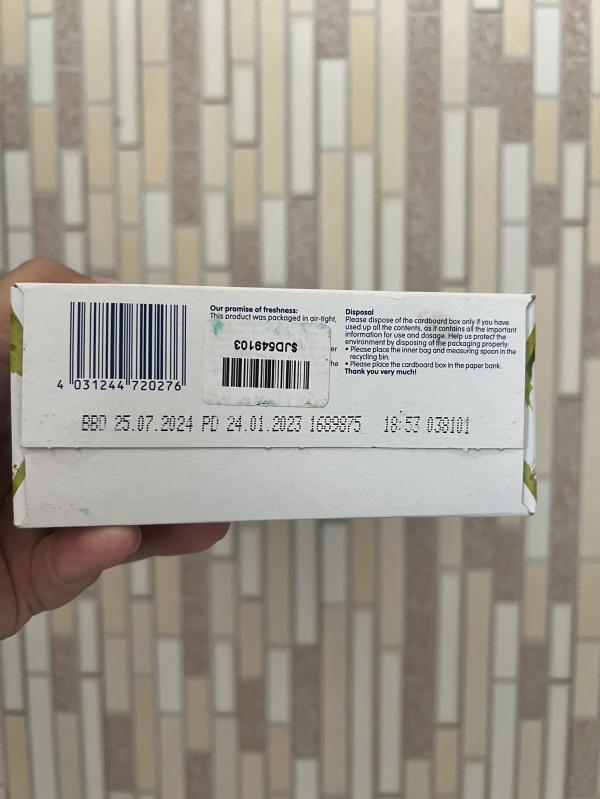 Our promise of freshness:
This product was packaged in air-tight,
he
Disposal
Please dispose of the cardboard box only if you have
used up all the contents, as it contains all the important
information for use and dosage. Help us protect the
environment by disposing of the packaging properly:
• Please place the inner bag and measuring spoon in the
recycling bin.
• Please place the cardboard box in the paper bank.
Thank you very much!
$JD549103
4 031244 720276
BBD 25.07.2024 PD 24.01.2023 1689875 18:53 038101